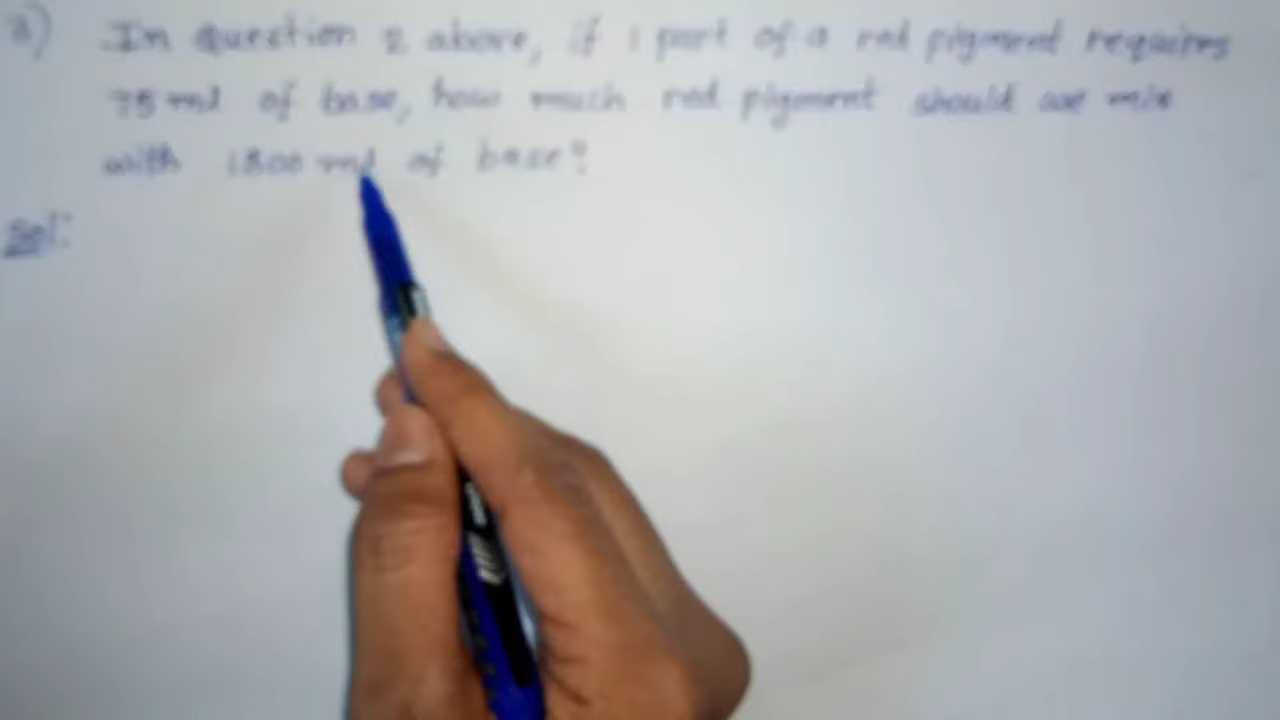 3) In Question 2 above, if 1 part of a red pigment requires
75 ml of base, how much red pigment should we mix
with 1800 ml of base?
Sol: